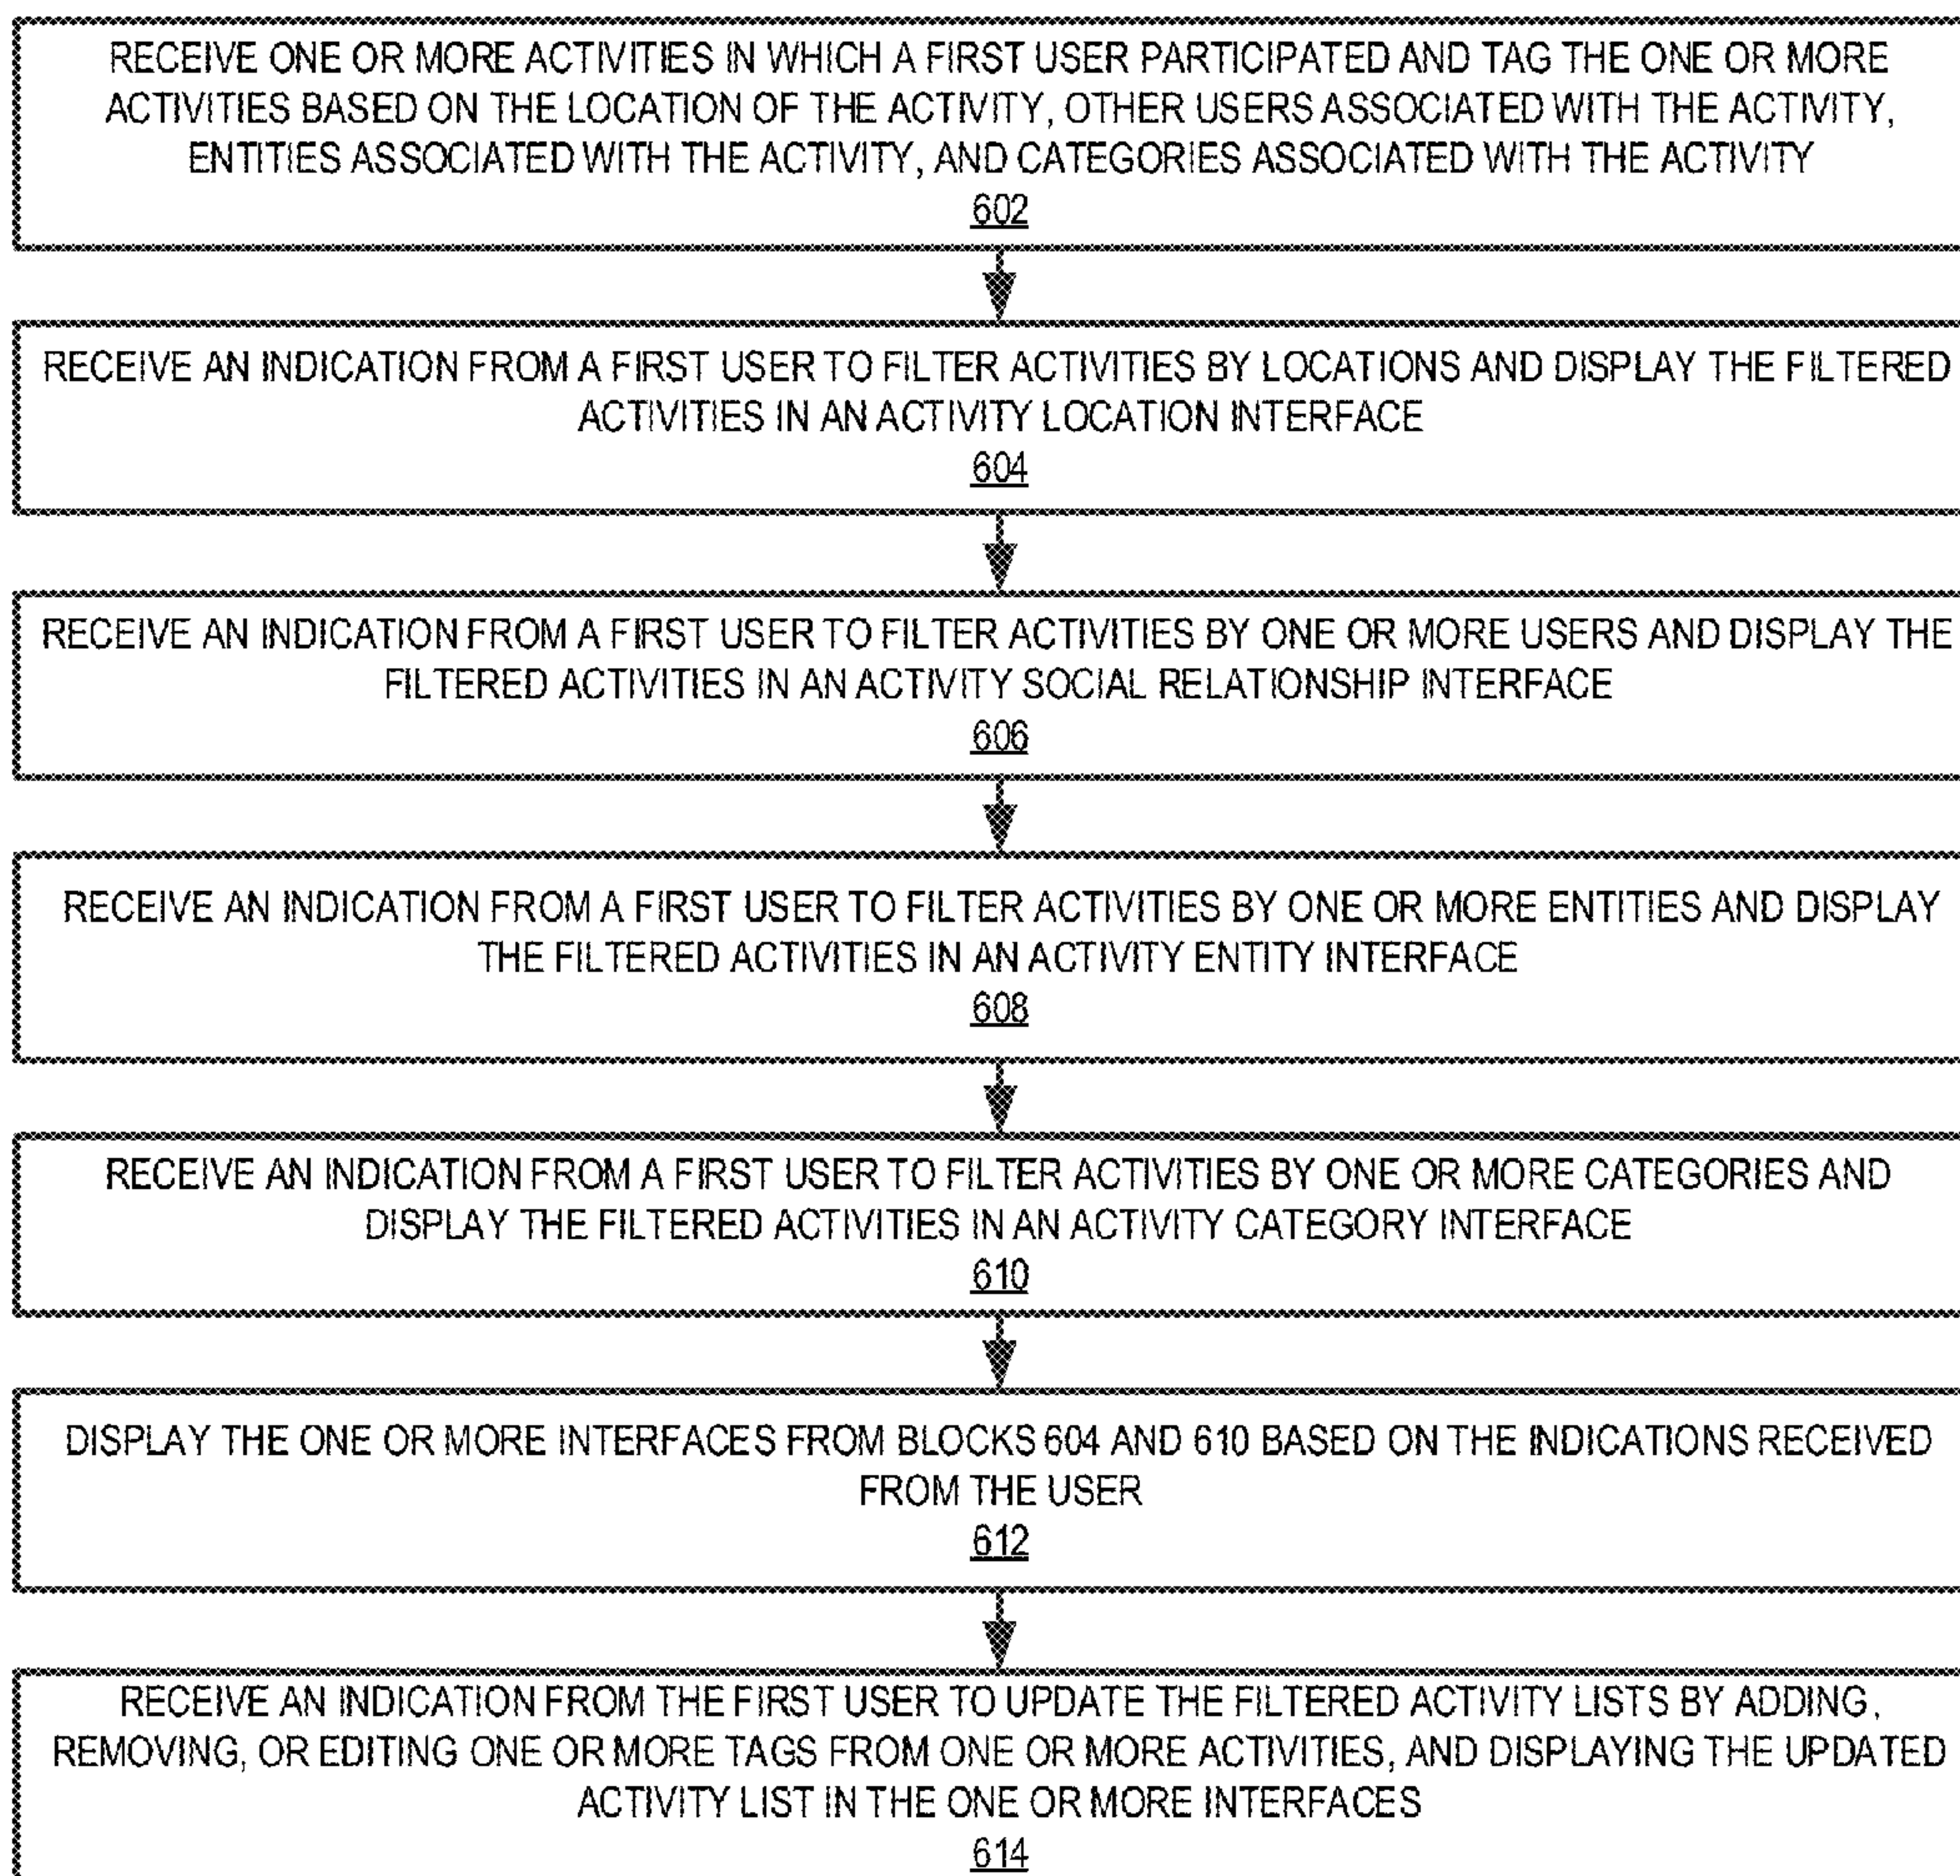 RECEIVE ONE OR MORE ACTIVITIES IN WHICH A FIRST USER PARTICIPATED AND TAG THE ONE OR MORE
ACTIVITIES BASED ON THE LOCATION OF THE ACTIVITY, OTHER USERS ASSOCIATED WITH THE ACTIVITY,
ENTITIES ASSOCIATED WITH THE ACTIVITY, AND CATEGORIES ASSOCIATED WITH THE ACTIVITY
602
RECEIVE AN INDICATION FROM A FIRST USER TO FILTER ACTIVITIES BY LOCATIONS AND DISPLAY THE FILTERED
ACTIVITIES IN AN ACTIVITY LOCATION INTERFACE
604
RECEIVE AN INDICATION FROM A FIRST USER TO FILTER ACTIVITIES BY ONE OR MORE USERS AND DISPLAY THE
FILTERED ACTIVITIES IN AN ACTIVITY SOCIAL RELATIONSHIP INTERFACE
606
RECEIVE AN INDICATION FROM A FIRST USER TO FILTER ACTIVITIES BY ONE OR MORE ENTITIES AND DISPLAY
THE FILTERED ACTIVITIES IN AN ACTIVITY ENTITY INTERFACE
608
RECEIVE AN INDICATION FROM A FIRST USER TO FILTER ACTIVITIES BY ONE OR MORE CATEGORIES AND
DISPLAY THE FILTERED ACTIVITIES IN AN ACTIVITY CATEGORY INTERFACE
610
DISPLAY THE ONE OR MORE INTERFACES FROM BLOCKS 604 AND 610 BASED ON THE INDICATIONS RECEIVED
FROM THE USER
612
RECEIVE AN INDICATION FROM THE FIRST USER TO UPDATE THE FILTERED ACTIVITY LISTS BY ADDING,
REMOVING, OR EDITING ONE OR MORE TAGS FROM ONE OR MORE ACTIVITIES, AND DISPLAYING THE UPDATED
ACTIVITY LIST IN THE ONE OR MORE INTERFACES
614